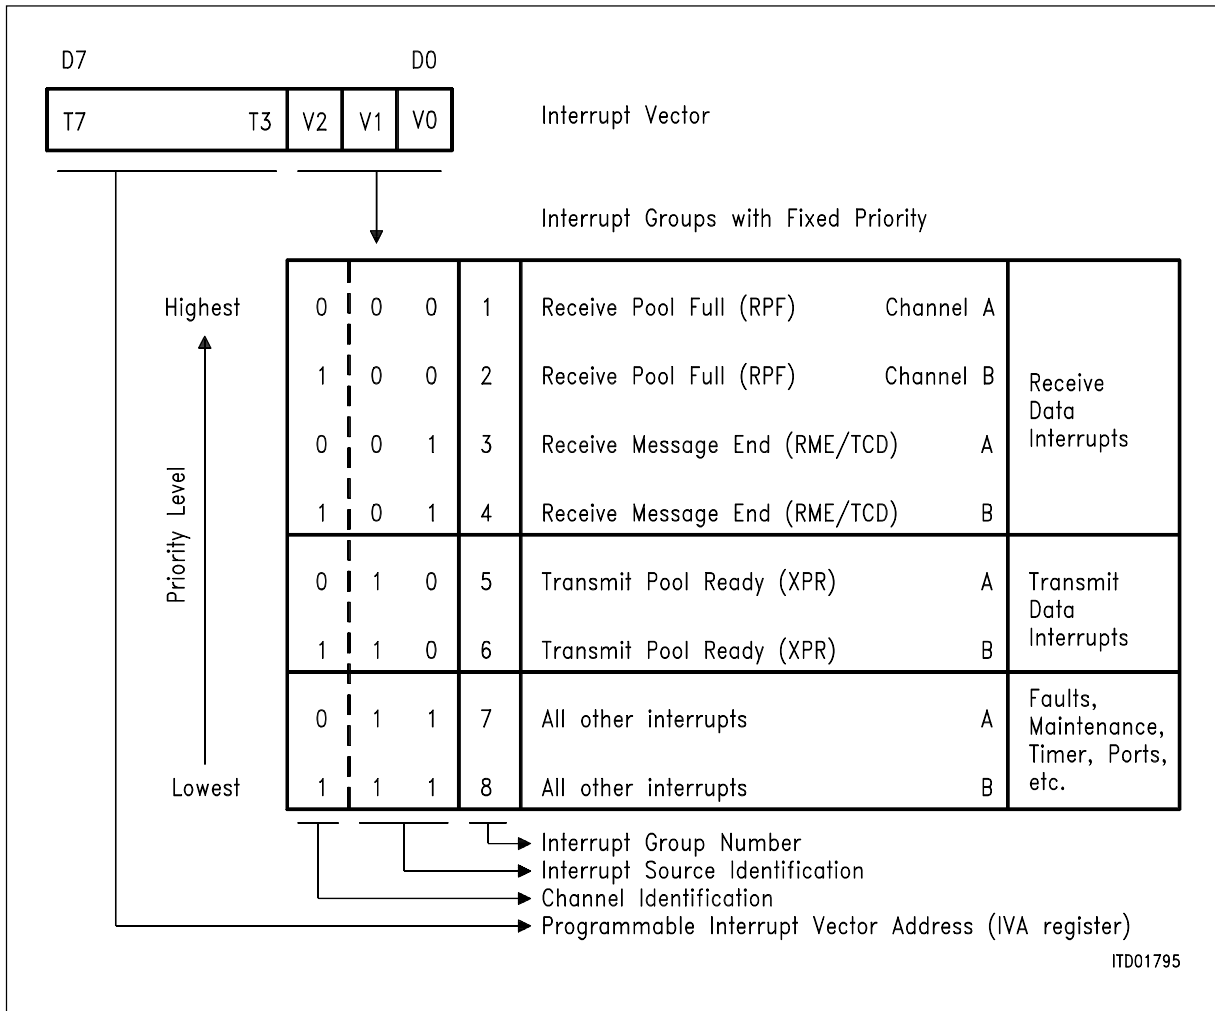 D7 D0
T7 T3 V2 V1 V0 Interrupt Vector
Interrupt Groups with Fixed Priority
Highest 0 0 0 1 Receive Pool Full (RPF) Channel A
1 0 0 2 Receive Pool Full (RPF) Channel B
0 0 1 3 Receive Message End (RME/TCD) A
1 0 1 4 Receive Message End (RME/TCD) B
Receive
Data
Interrupts
0 1 0 5 Transmit Pool Ready (XPR) A
1 1 0 6 Transmit Pool Ready (XPR) B
Transmit
Data
Interrupts
0 1 1 7 All other interrupts A
Lowest 1 1 1 8 All other interrupts B
Faults,
Maintenance,
Timer, Ports,
etc.
Priority Level
Interrupt Group Number
Interrupt Source Identification
Channel Identification
Programmable Interrupt Vector Address (IVA register)
ITD01795